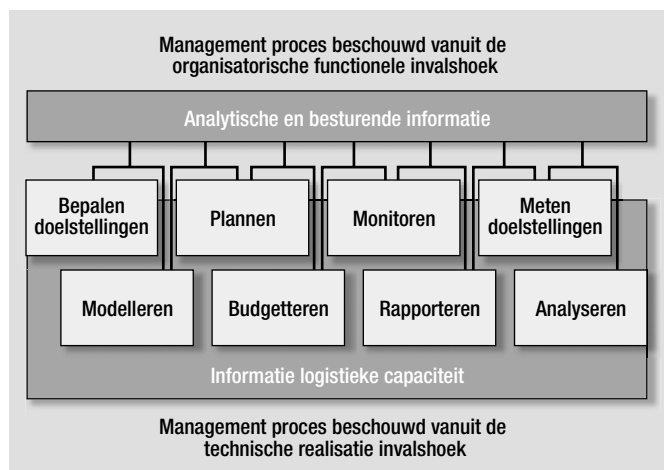 Management proces beschouwd vanuit de
organisatorische functionele invalshoek
Analytische en besturende informatie
Bepalen
doelstellingen
Plannen
Monitoren
Meten
doelstellingen
Modelleren
Budgetteren
Rapporteren
Analyseren
Informatie logistieke capaciteit
Management proces beschouwd vanuit de
technische realisatie invalshoek